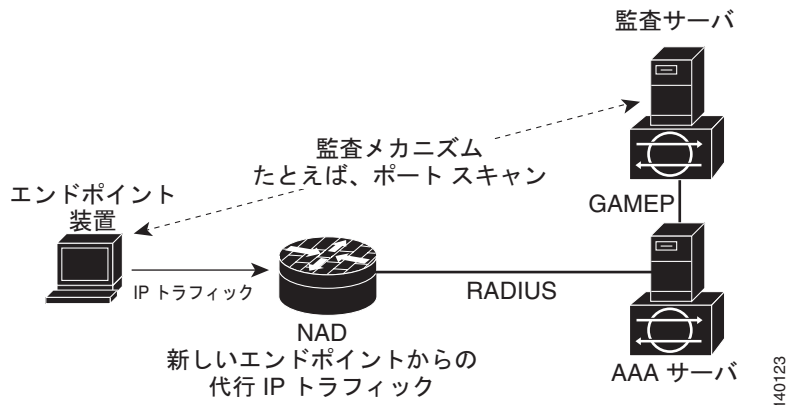 監査サーバ
監査メカニズム
たとえば、ポート スキャン
エンドポイント
装置
GAMEP
IP トラフィック
RADIUS
NAD
新しいエンドポイントからの
代行 IP トラフィック
AAA サーバ
140123